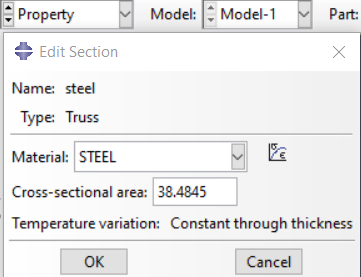 Property Model: Model-1 Part:
Edit Section
Name: steel
Type: Truss
Material: STEEL
Cross-sectional area: 38.4845
Temperature variation: Constant through thickness
OK Cancel